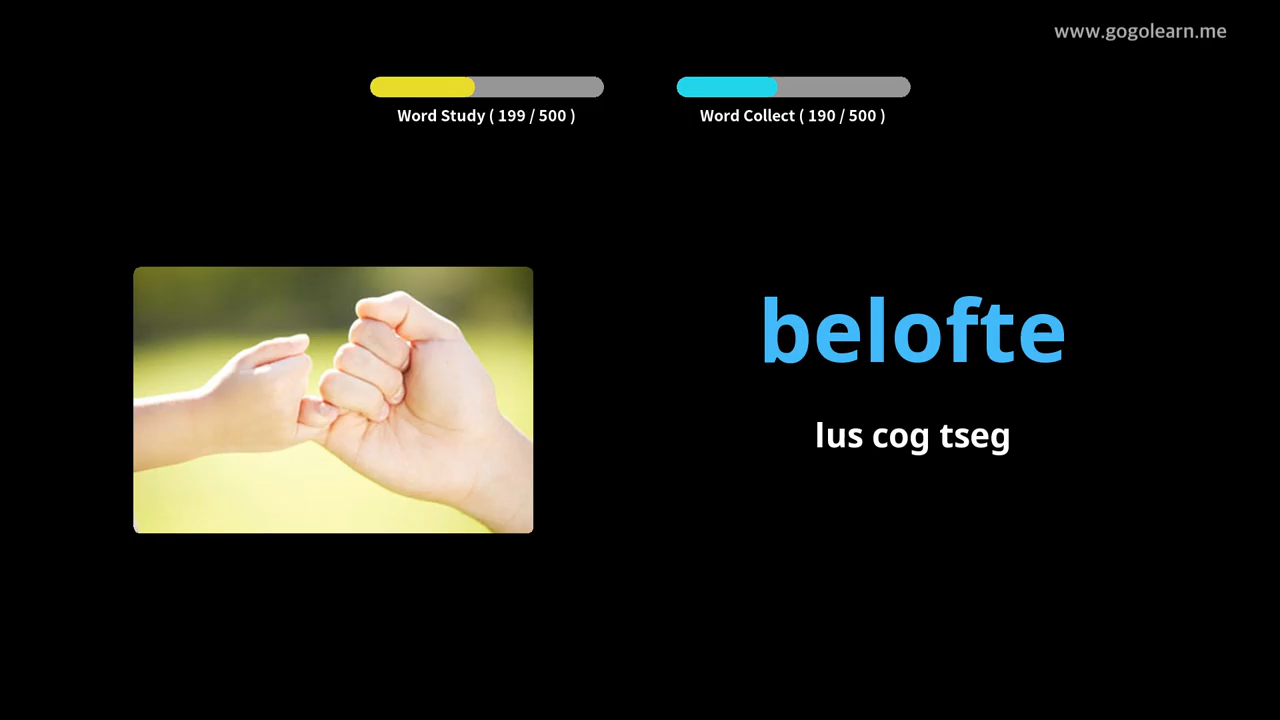 www.gogolearn.me
Word Study ( 199 / 500 )
Word Collect ( 190 / 500 )
belofte
lus cog tseg